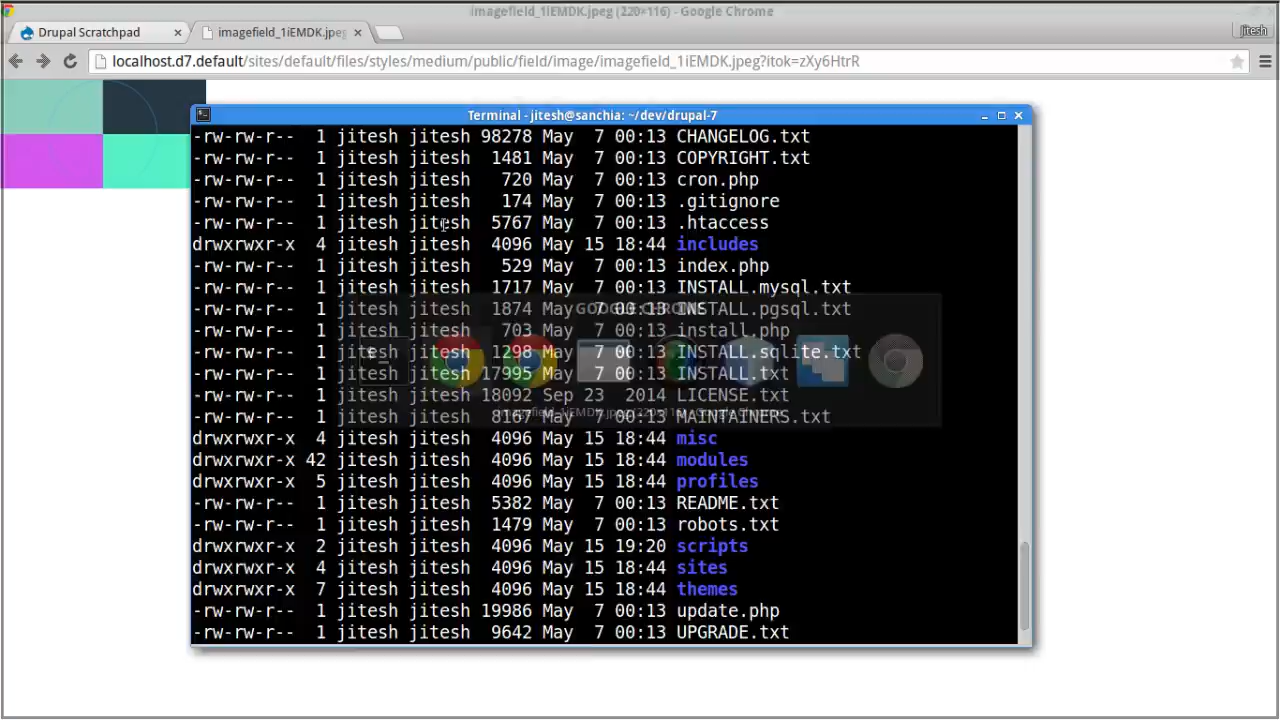 imagefield_1iEMDK.jpeg (220×116) - Google Chrome
Drupal Scratchpad
imagefield_1iEMDK.jpeg
Jitesh
localhost.d7.default/sites/default/files/styles/medium/public/field/image/imagefield_1iEMDK.jpeg?itok=zXy6HtrR
Terminal - jitesh@sanchia: ~/dev/drupal-7
-rw-rw-r-- 1 jitesh jitesh 98278 May 7 00:13 CHANGELOG.txt
-rw-rw-r-- 1 jitesh jitesh 1481 May 7 00:13 COPYRIGHT.txt
-rw-rw-r-- 1 jitesh jitesh 720 May 7 00:13 cron.php
-rw-rw-r-- 1 jitesh jitesh 174 May 7 00:13 .gitignore
-rw-rw-r-- 1 jitesh jitesh 5767 May 7 00:13 .htaccess
drwxrwxr-x 4 jitesh jitesh 4096 May 15 18:44 includes
-rw-rw-r-- 1 jitesh jitesh 529 May 7 00:13 index.php
-rw-rw-r-- 1 jitesh jitesh 1717 May 7 00:13 INSTALL.mysql.txt
-rw-rw-r-- 1 jitesh jitesh 1874 May 7 00:13 INSTALL.pgsql.txt
GOOGLE CHROME
-rw-rw-r-- 1 jitesh jitesh 703 May 7 00:13 install.php
-rw-rw-r-- 1 jitesh jitesh 1298 May 7 00:13 INSTALL.sqlite.txt
-rw-rw-r-- 1 jitesh jitesh 17995 May 7 00:13 INSTALL.txt
-rw-rw-r-- 1 jitesh jitesh 18092 Sep 23 2014 LICENSE.txt
-rw-rw-r-- 1 jitesh jitesh 8167 May 7 00:13 MAINTAINERS.txt
imagefield_1iEMDK.jpeg (220×116) - Google Chrome
drwxrwxr-x 4 jitesh jitesh 4096 May 15 18:44 misc
drwxrwxr-x 42 jitesh jitesh 4096 May 15 18:44 modules
drwxrwxr-x 5 jitesh jitesh 4096 May 15 18:44 profiles
-rw-rw-r-- 1 jitesh jitesh 5382 May 7 00:13 README.txt
-rw-rw-r-- 1 jitesh jitesh 1479 May 7 00:13 robots.txt
drwxrwxr-x 2 jitesh jitesh 4096 May 15 19:20 scripts
drwxrwxr-x 4 jitesh jitesh 4096 May 15 18:44 sites
drwxrwxr-x 7 jitesh jitesh 4096 May 15 18:44 themes
-rw-rw-r-- 1 jitesh jitesh 19986 May 7 00:13 update.php
-rw-rw-r-- 1 jitesh jitesh 9642 May 7 00:13 UPGRADE.txt